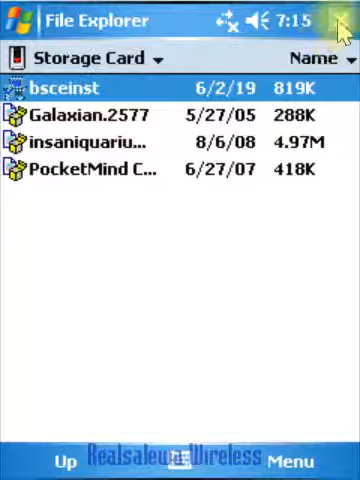 File Explorer 7:15
Storage Card Name
bsceinst 6/2/19 819K
Galaxian.2577 5/27/05 288K
insaniquariu... 8/6/08 4.97M
PocketMind C... 6/27/07 418K
Up Menu
Wireless